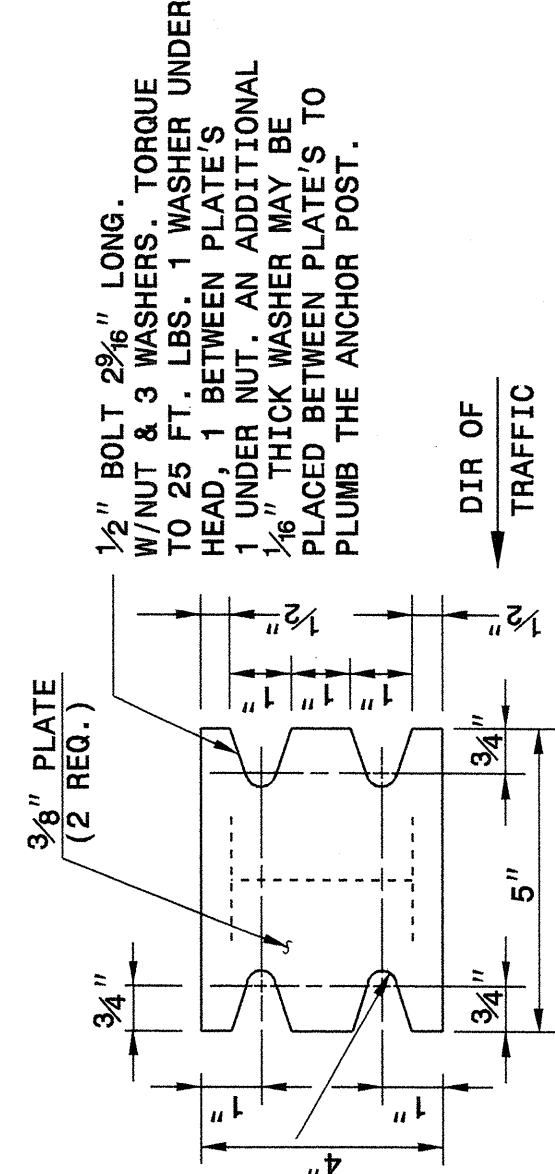 1/2" BOLT 2 9/16" LONG.
W/NUT & 3 WASHERS. TORQUE
TO 25 FT. LBS. 1 WASHER UNDER
HEAD, 1 BETWEEN PLATE'S
1 UNDER NUT. AN ADDITIONAL
1/16" THICK WASHER MAY BE
PLACED BETWEEN PLATE'S TO
PLUMB THE ANCHOR POST.
3/8" PLATE
(2 REQ.)
DIR OF
TRAFFIC
3/4"
1/2"
1"
1"
1"
1/2"
3/4"
5"
3/4"
1"
1"
4"